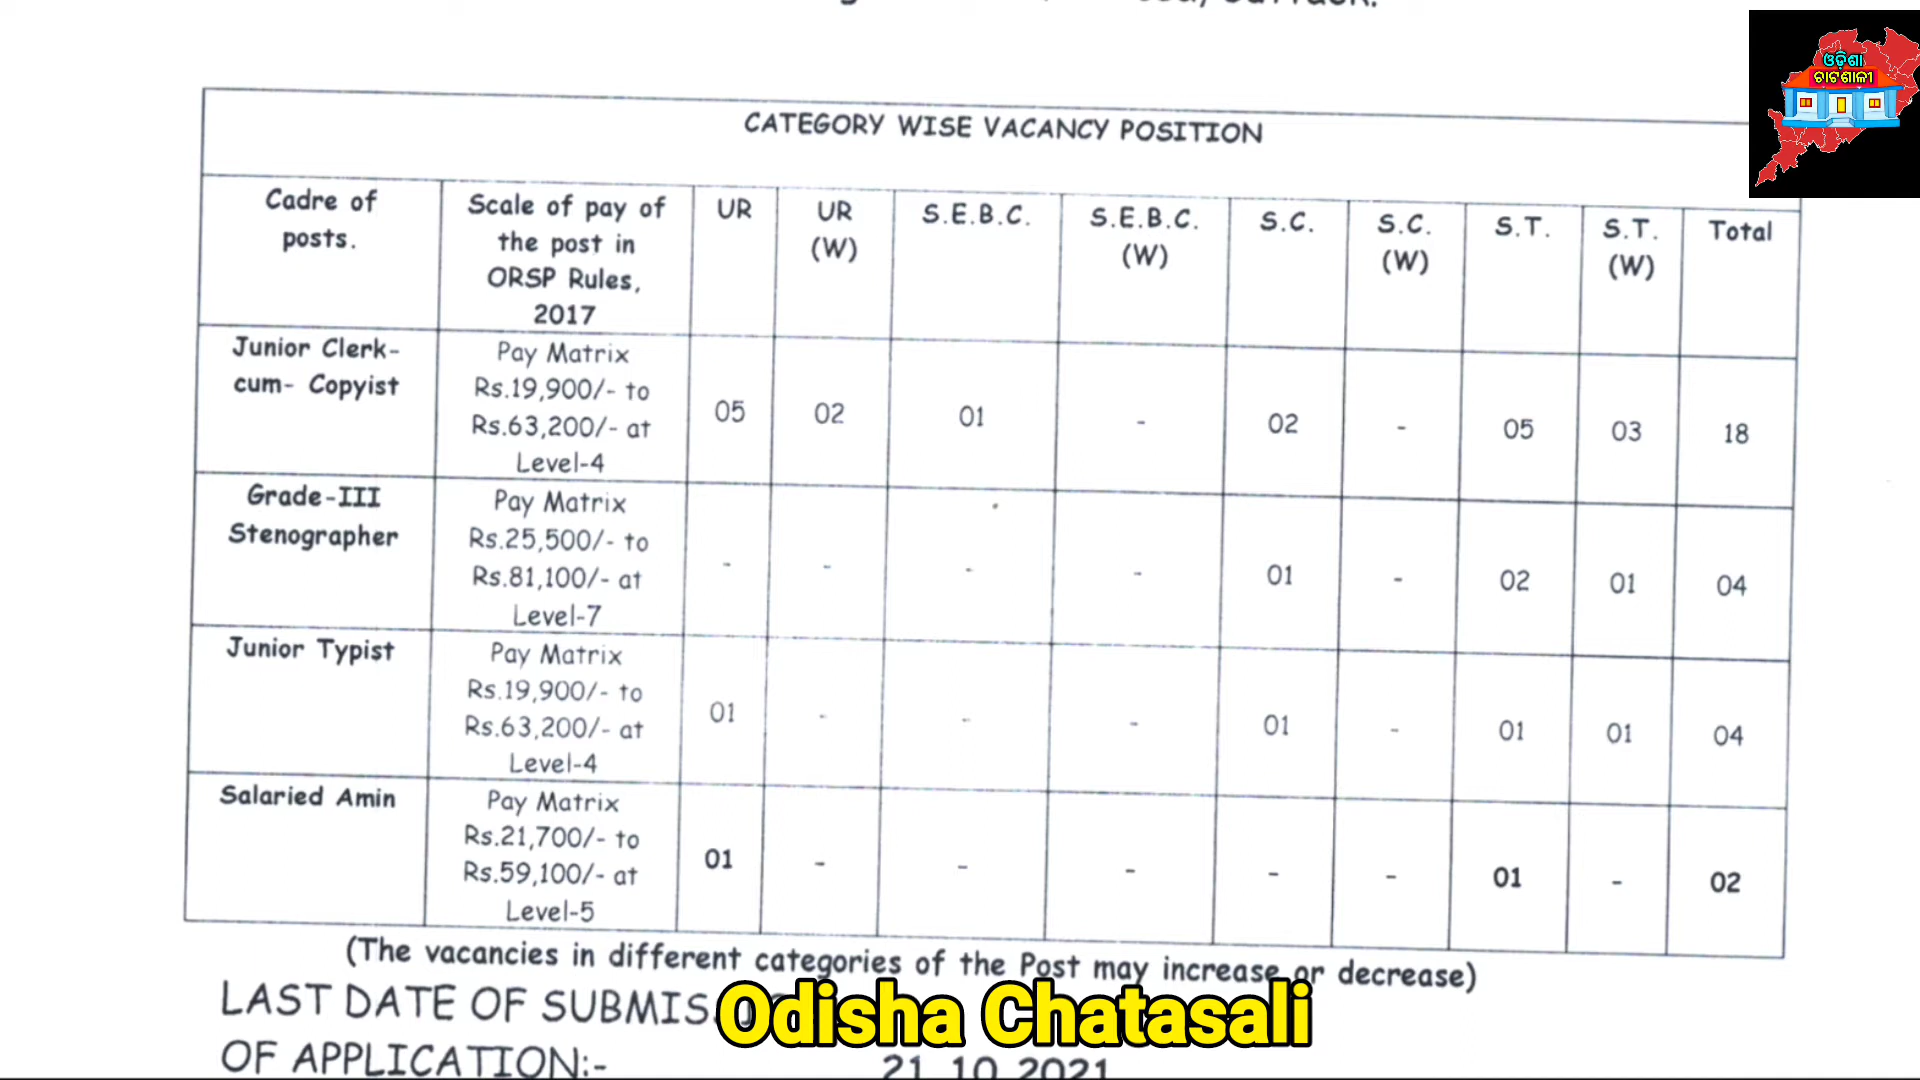 Cuttack.
ଓଡ଼ିଶା
ଚାଟଶାଳୀ
CATEGORY WISE VACANCY POSITION
Cadre of
posts.
Scale of pay of
the post in
ORSP Rules,
2017
UR
UR
(W)
S.E.B.C.
S.E.B.C.
(W)
S.C.
S.C.
(W)
S.T.
S.T.
(W)
Total
Junior Clerk-
cum- Copyist
Pay Matrix
Rs.19,900/- to
Rs.63,200/- at
Level-4
05
02
01
-
02
-
05
03
18
Grade-III
Stenographer
Pay Matrix
Rs.25,500/- to
Rs.81,100/- at
Level-7
-
-
-
-
01
-
02
01
04
Junior Typist
Pay Matrix
Rs.19,900/- to
Rs.63,200/- at
Level-4
01
-
-
-
01
-
01
01
04
Salaried Amin
Pay Matrix
Rs.21,700/- to
Rs.59,100/- at
Level-5
01
-
-
-
-
-
01
-
02
(The vacancies in different categories of the Post may increase or decrease)
LAST DATE OF
OF APPLICATION:- 21.10.2021
Odisha Chatasali